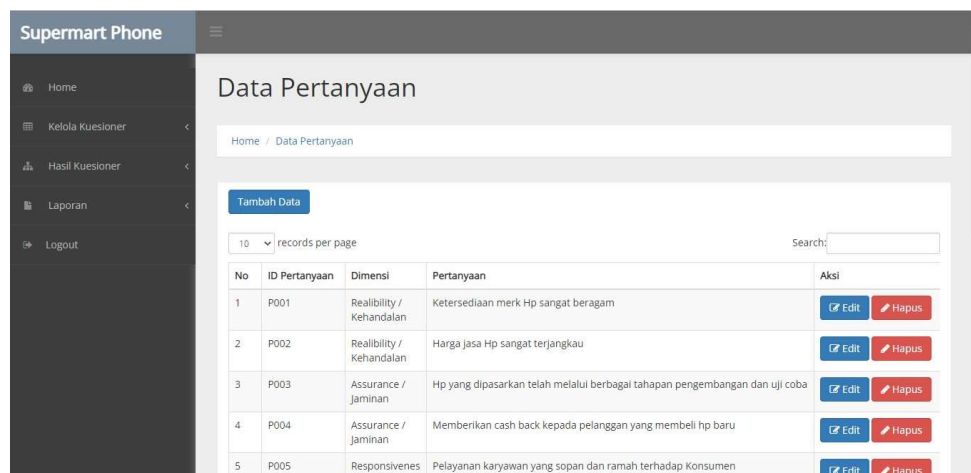 Supermart Phone
Home
Kelola Kuesioner
Hasil Kuesioner
Laporan
Logout
Data Pertanyaan
Home / Data Pertanyaan
Tambah Data
10 records per page
Search:
No ID Pertanyaan Dimensi Pertanyaan Aksi
1 P001 Realibility / Ketersediaan merk Hp sangat beragam Edit Hapus
Kehandalan
2 P002 Realibility / Harga jasa Hp sangat terjangkau Edit Hapus
Kehandalan
3 P003 Assurance / Hp yang dipasarkan telah melalui berbagai tahapan pengembangan dan uji coba Edit Hapus
Jaminan
4 P004 Assurance / Memberikan cash back kepada pelanggan yang membeli hp baru Edit Hapus
Jaminan
5 P005 Responsivenes Pelayanan karyawan yang sopan dan ramah terhadap Konsumen Edit Hapus